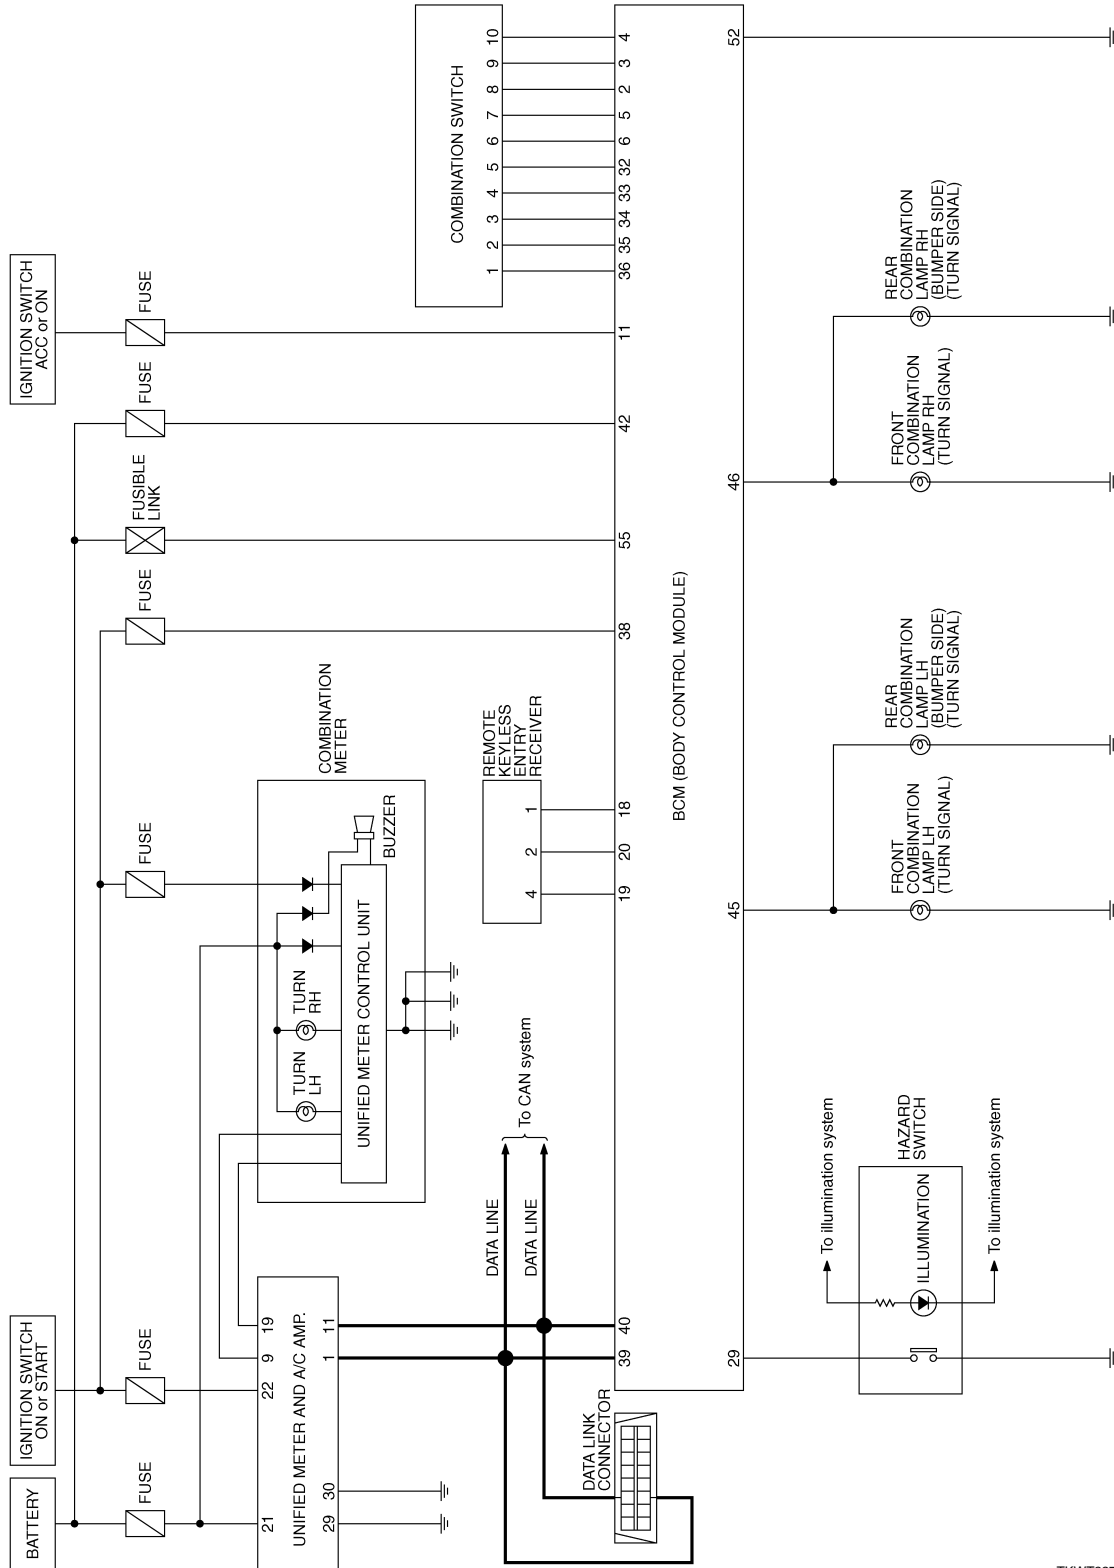 BATTERY
IGNITION SWITCH
ON or START
IGNITION SWITCH
ACC or ON
FUSE
FUSE
FUSE
FUSE
FUSIBLE
LINK
FUSE
FUSE
21
22
9
19
UNIFIED METER AND A/C AMP.
29
30
1
11
COMBINATION
METER
TURN
LH
TURN
RH
BUZZER
UNIFIED METER CONTROL UNIT
COMBINATION SWITCH
1
2
3
4
5
6
7
8
9
10
REMOTE
KEYLESS
ENTRY
RECEIVER
4
2
1
DATA LINE
DATA LINE
To CAN system
DATA LINK
CONNECTOR
39
40
19
20
18
38
55
42
11
36
35
34
33
32
6
5
2
3
4
BCM (BODY CONTROL MODULE)
29
45
46
52
To illumination system
HAZARD
SWITCH
ILLUMINATION
To illumination system
FRONT
COMBINATION
LAMP LH
(TURN SIGNAL)
REAR
COMBINATION
LAMP LH
(BUMPER SIDE)
(TURN SIGNAL)
FRONT
COMBINATION
LAMP RH
(TURN SIGNAL)
REAR
COMBINATION
LAMP RH
(BUMPER SIDE)
(TURN SIGNAL)